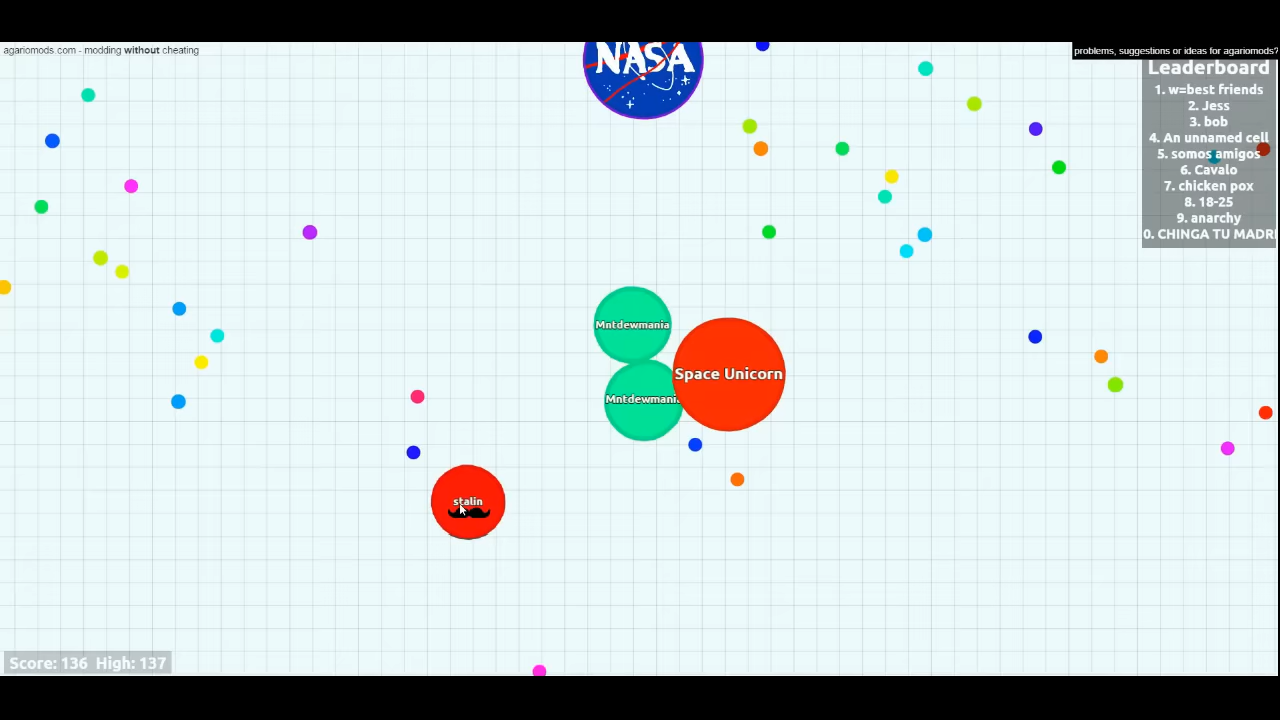 agariomods.com - modding without cheating
problems, suggestions or ideas for agariomods?
NASA
Leaderboard
1. w=best friends
2. Jess
3. bob
4. An unnamed cell
5. somos amigos
6. Cavalo
7. chicken pox
8. 18-25
9. anarchy
0. CHINGA TU MADRI
Mntdewmania
Mntdewmania
Space Unicorn
stalin
Score: 136 High: 137